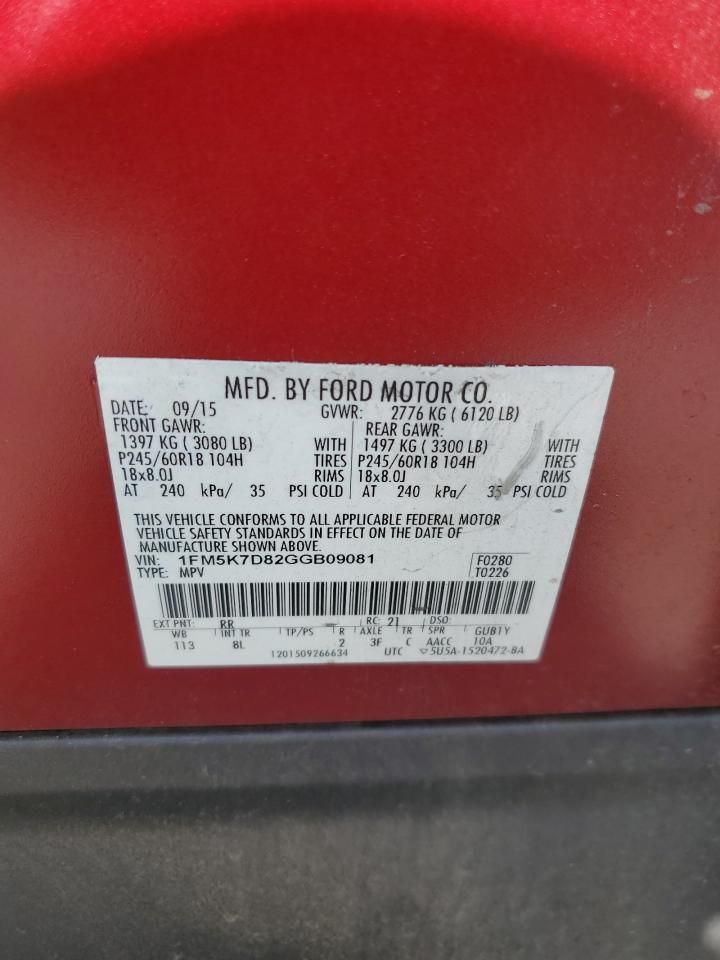 MFD. BY FORD MOTOR CO.
DATE: 09/15 GVWR: 2776 KG ( 6120 LB)
FRONT GAWR: REAR GAWR:
1397 KG ( 3080 LB) WITH 1497 KG ( 3300 LB) WITH
P245/60R18 104H TIRES P245/60R18 104H TIRES
18x8.0J RIMS 18x8.0J RIMS
AT 240 kPa/ 35 PSI COLD AT 240 kPa/ 35 PSI COLD
THIS VEHICLE CONFORMS TO ALL APPLICABLE FEDERAL MOTOR
VEHICLE SAFETY STANDARDS IN EFFECT ON THE DATE OF
MANUFACTURE SHOWN ABOVE.
VIN: 1FM5K7D82GGB09081 F0280
TYPE: MPV T0226
EXT PNT: RR RC: 21 DSO:
WB INT TR TP/PS R AXLE TR SPR GUB1Y
113 8L 2 3F C AACC 10A
1201509266634 UTC ▽5U5A-1520472-BA